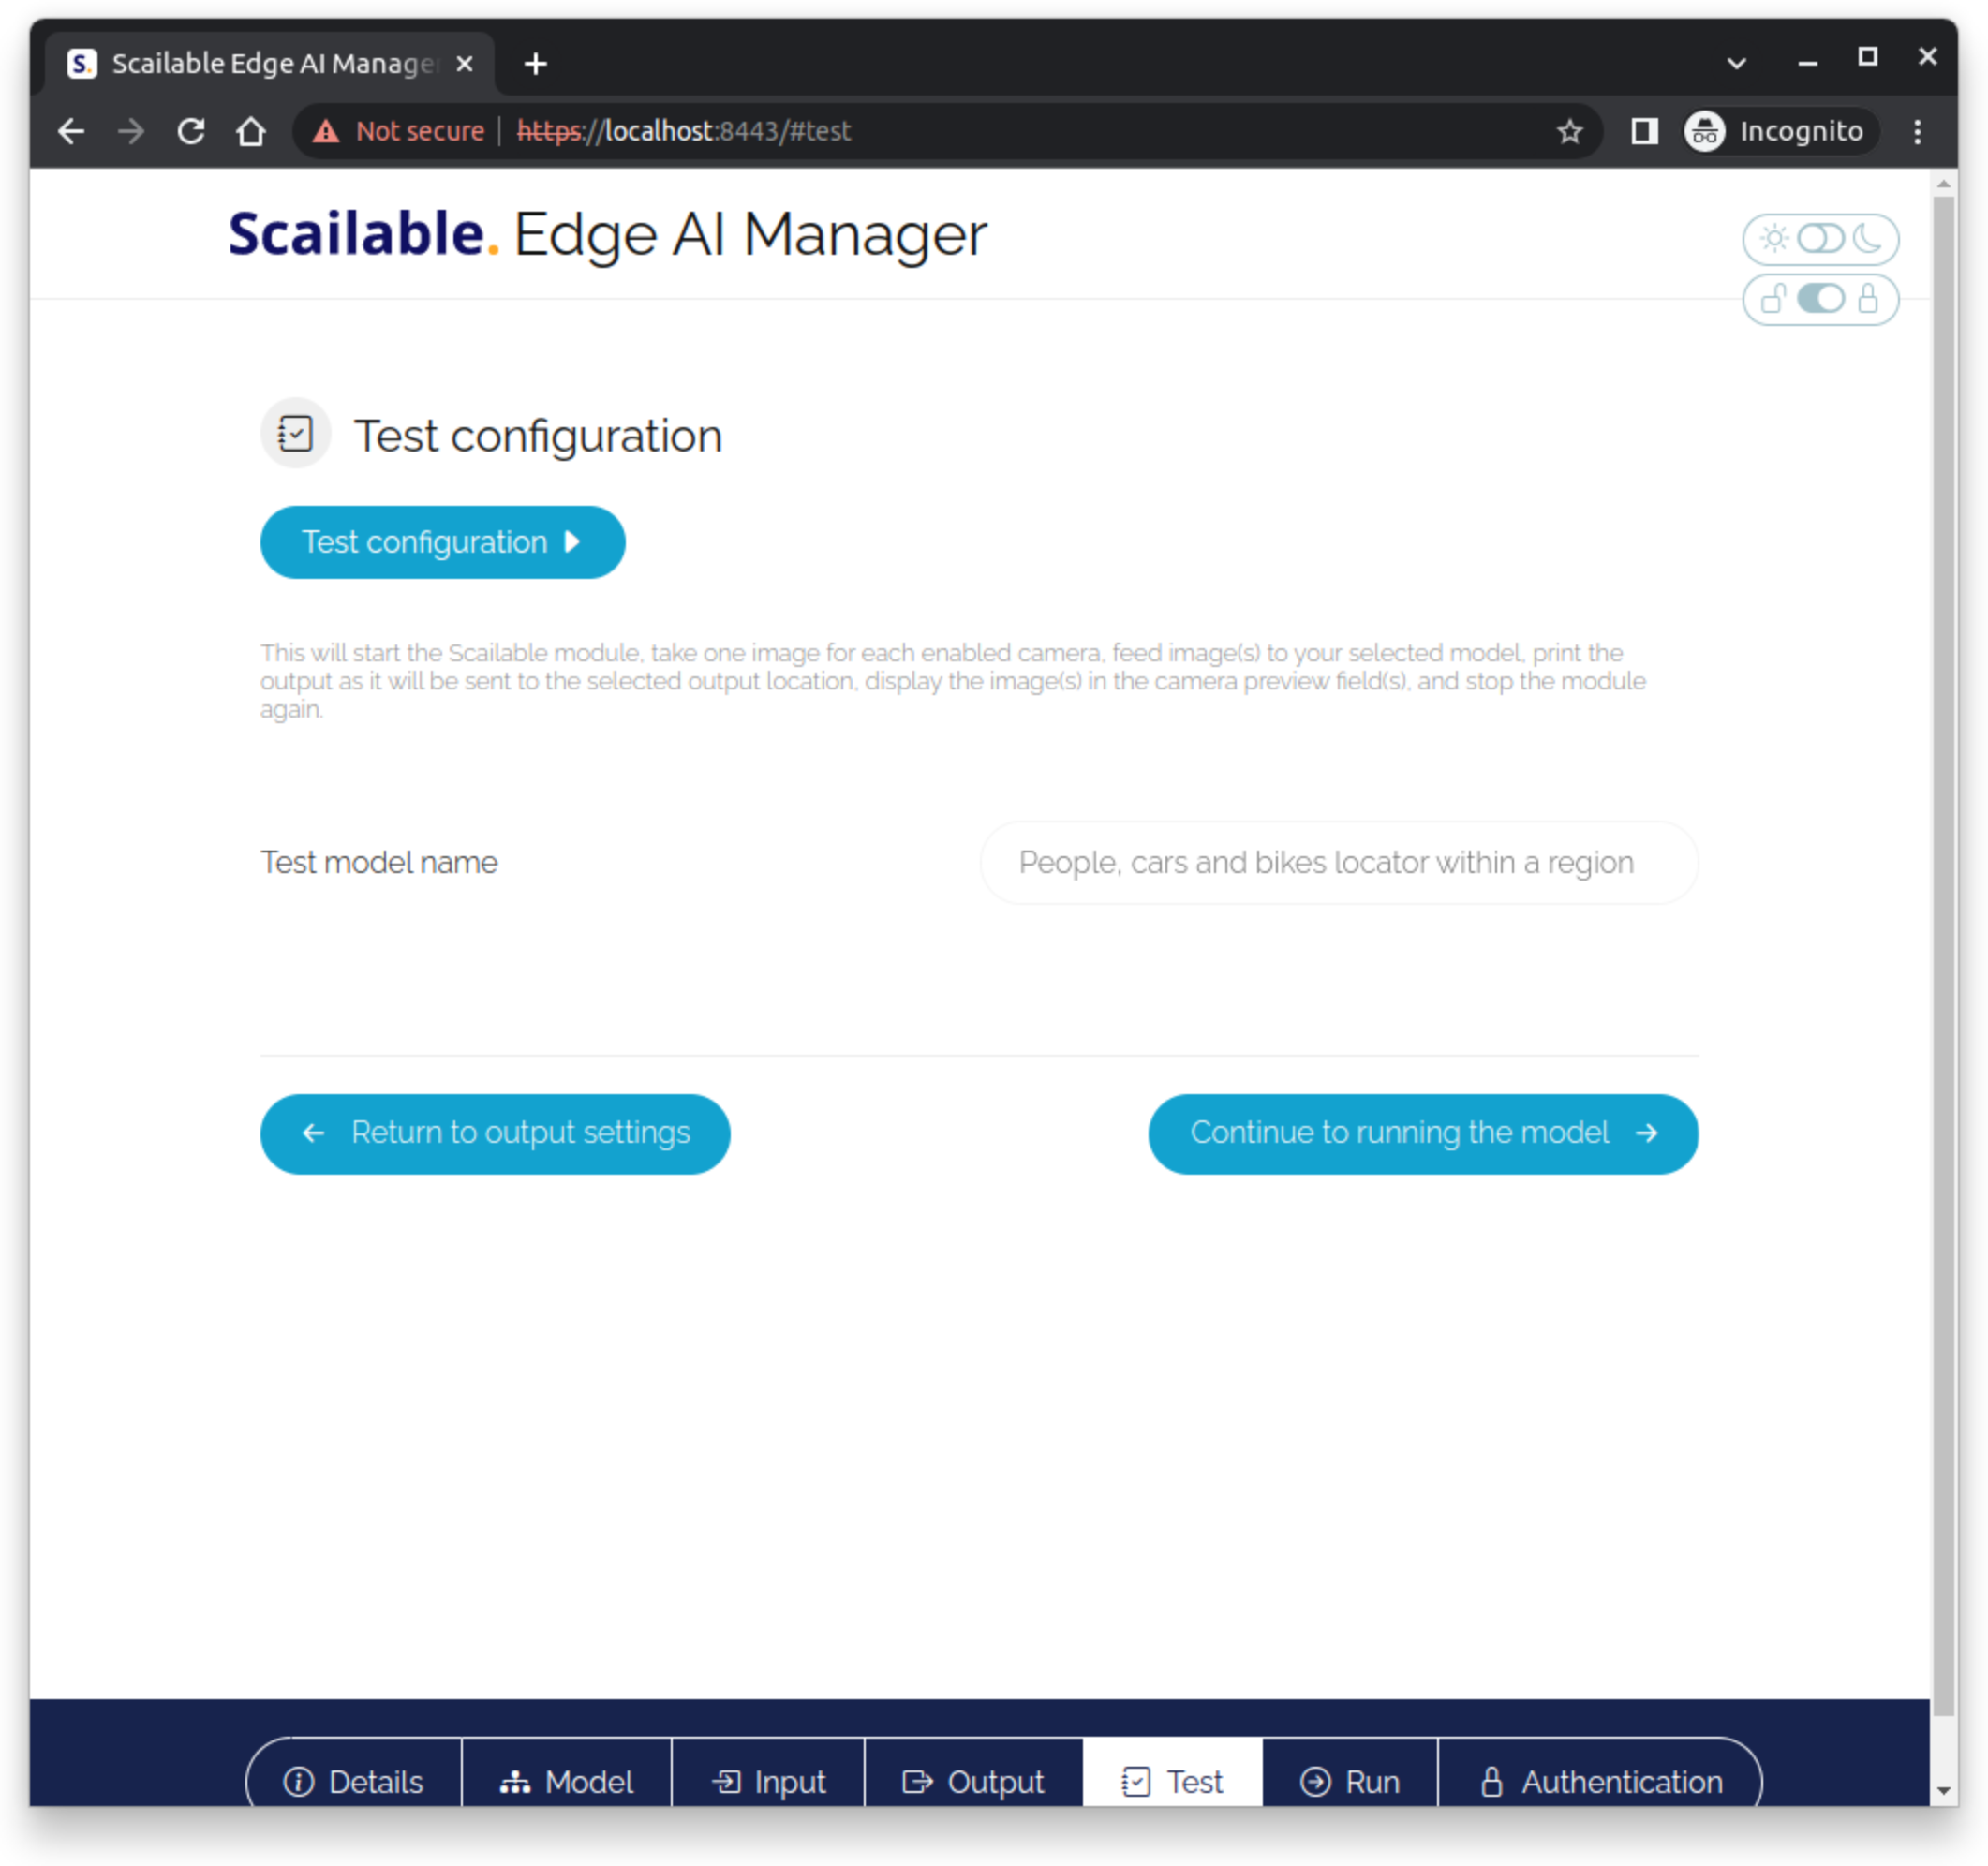 S. Scailable Edge AI Manager
Not secure https://localhost:8443/#test Incognito
Scailable. Edge AI Manager
Test configuration
Test configuration
This will start the Scailable module, take one image for each enabled camera, feed image(s) to your selected model, print the
output as it will be sent to the selected output location, display the image(s) in the camera preview field(s), and stop the module
again.
Test model name People, cars and bikes locator within a region
Return to output settings Continue to running the model
Details Model Input Output Test Run Authentication